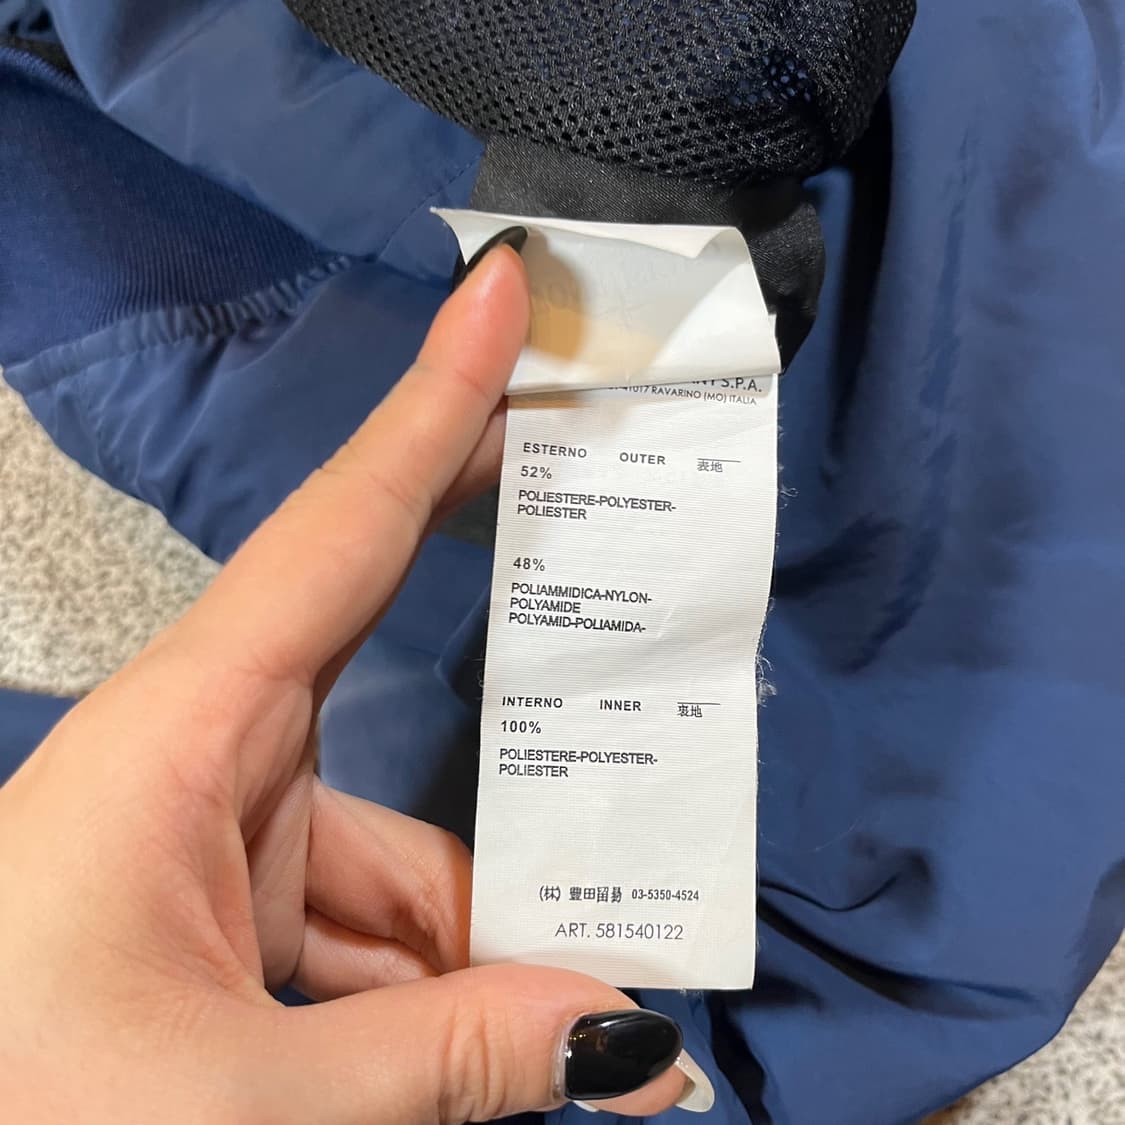 S.P.A.
41017 RAVARINO (MO) ITALIA
ESTERNO OUTER 表地
52%
POLIESTERE-POLYESTER-
POLIESTER
48%
POLIAMMIDICA-NYLON-
POLYAMIDE
POLYAMID-POLIAMIDA-
INTERNO INNER 裏地
100%
POLIESTERE-POLYESTER-
POLIESTER
(株) 豊田貿易 03-5350-4524
ART. 581540122